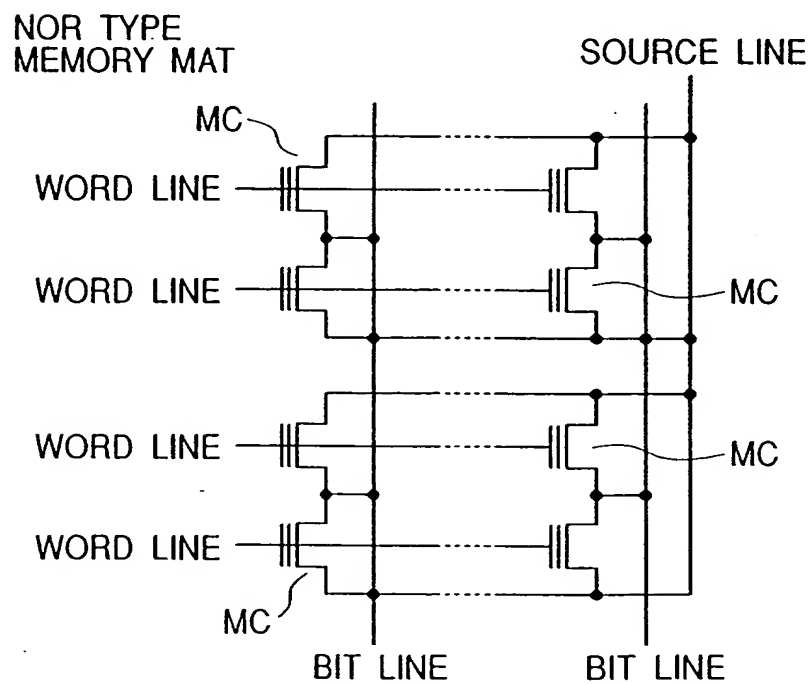 NOR TYPE
MEMORY MAT
SOURCE LINE
MC
WORD LINE
WORD LINE
MC
WORD LINE
MC
WORD LINE
MC
BIT LINE
BIT LINE